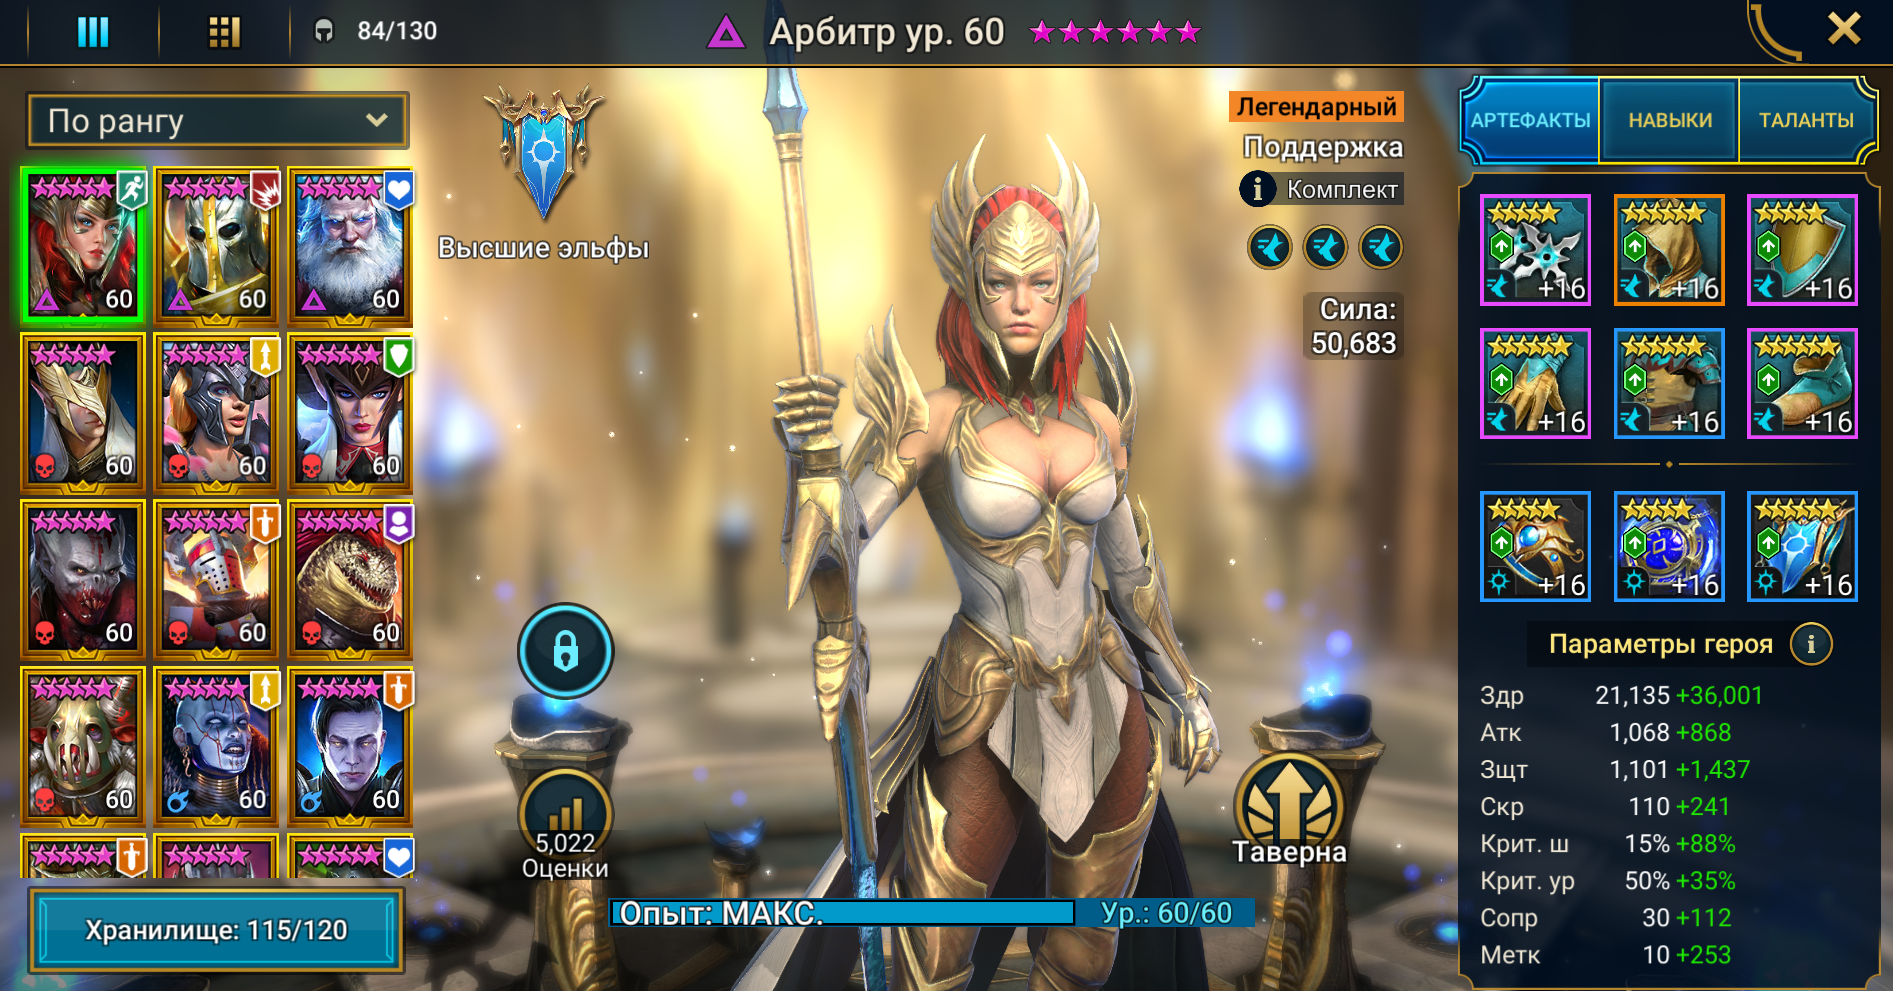 84/130
Арбитр ур. 60
По рангу
60
60
60
60
60
60
60
60
60
60
60
60
Хранилище: 115/120
Высшие эльфы
Легендарный
Поддержка
i Комплект
Сила:
50,683
5,022
Оценки
Таверна
Опыт: МАКС.
Ур.: 60/60
АРТЕФАКТЫ
НАВЫКИ
ТАЛАНТЫ
+16
+16
+16
+16
+16
+16
+16
+16
+16
Параметры героя i
Здр 21,135 +36,001
Атк 1,068 +868
Зщт 1,101 +1,437
Скр 110 +241
Крит. ш 15% +88%
Крит. ур 50% +35%
Сопр 30 +112
Метк 10 +253